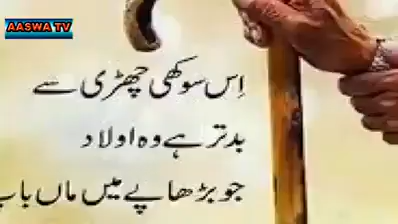 AASWA TV
اِس سوکھی چھڑی سے
بدتر ہے وہ اولاد
جو بڑھاپے میں ماں باپ